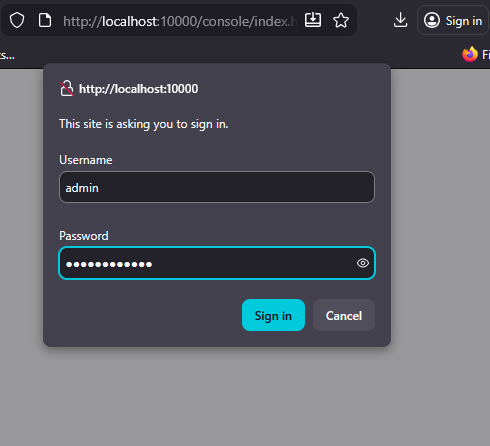 http://localhost:10000/console/index.h
Sign in
s...
Fi
http://localhost:10000
This site is asking you to sign in.
Username
admin
Password
●●●●●●●●●●●●
Sign in
Cancel